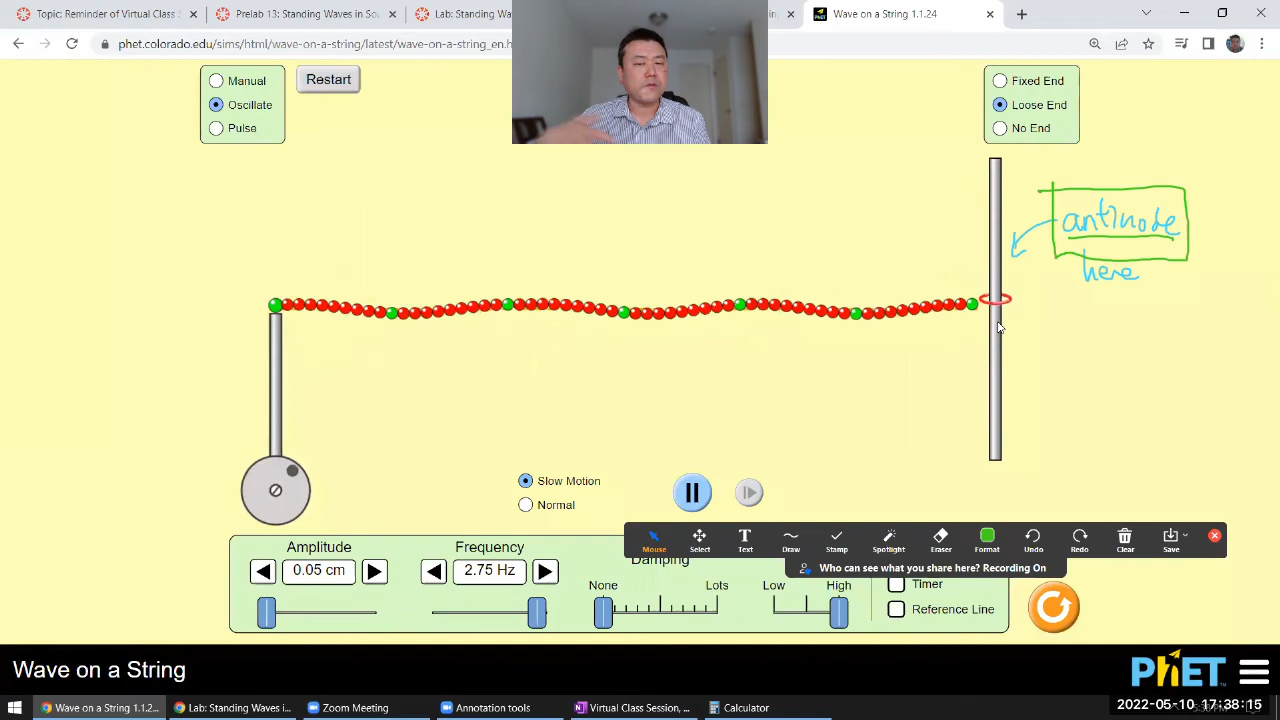 Topic: Reminder of Virtual Class S
Prelab 13: Standing Waves in S
Lab: Standing Waves
Wave on a String 1.1.24
phet.colorado.edu/sims/html/wave-on-a-string/latest/wave-on-a-string_en.h
Manual
Oscillate
Pulse
Restart
Fixed End
Loose End
No End
antinode
here
Slow Motion
Normal
Mouse
Select
Text
Draw
Stamp
Spotlight
Eraser
Format
Undo
Redo
Clear
Save
Who can see what you share here? Recording On
Amplitude
0.05 cm
Frequency
2.75 Hz
Damping
None
Lots
Low
High
Timer
Reference Line
Wave on a String
PhET
Wave on a String 1.1.2...
Lab: Standing Waves i...
Zoom Meeting
Annotation tools
Virtual Class Session, ...
Calculator
2022-05-10 17:38:15